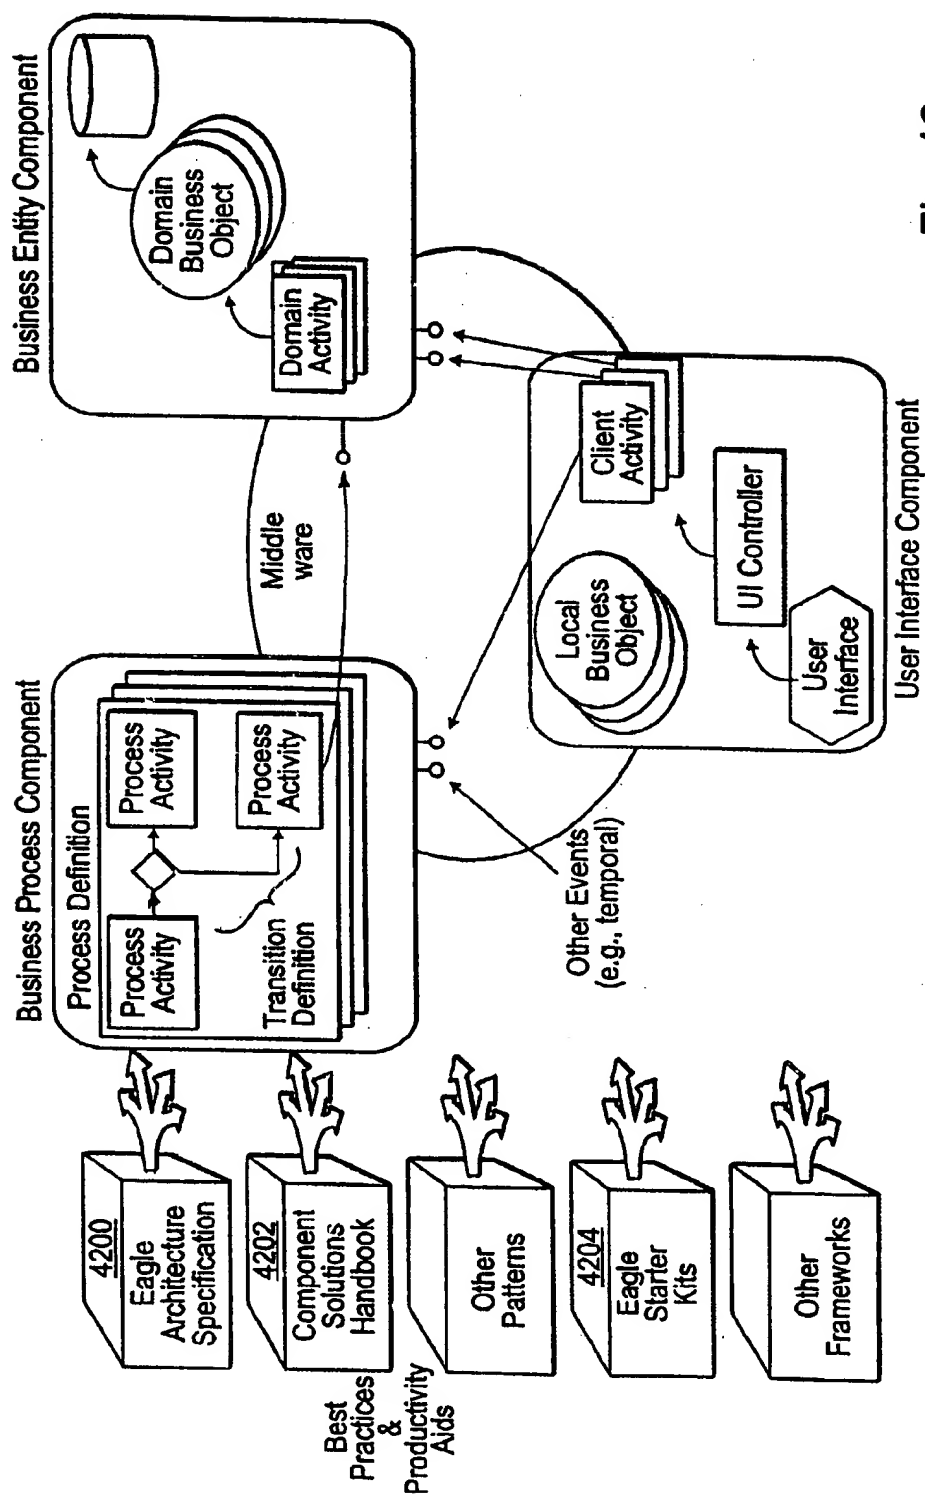 Best
Practices
&
Productivity
Aids
4200
Eagle
Architecture
Specification
4202
Component
Solutions
Handbook
Other
Patterns
4204
Eagle
Starter
Kits
Other
Frameworks
Business Process Component
Process Definition
Process
Activity
Process
Activity
Process
Activity
Transition
Definition
Other Events
(e.g., temporal)
Middle
ware
Business Entity Component
Domain
Business
Object
Domain
Activity
Local
Business
Object
Client
Activity
UI Controller
User
Interface
User Interface Component